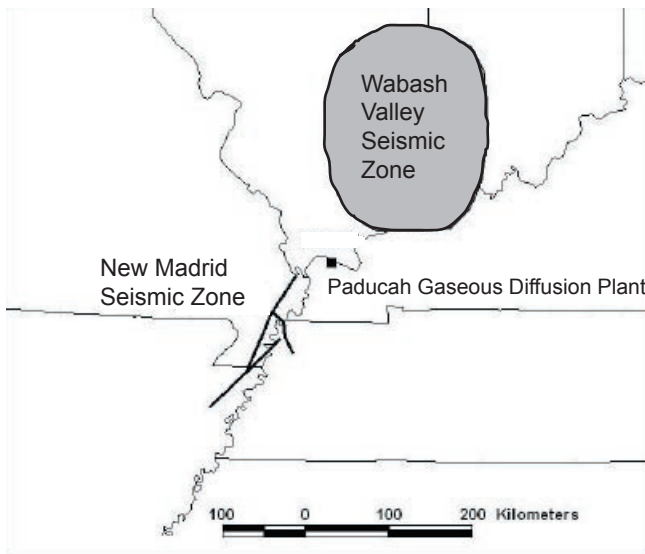 Wabash
Valley
Seismic
Zone
New Madrid
Seismic Zone
Paducah Gaseous Diffusion Plant
100 0 100 200 Kilometers